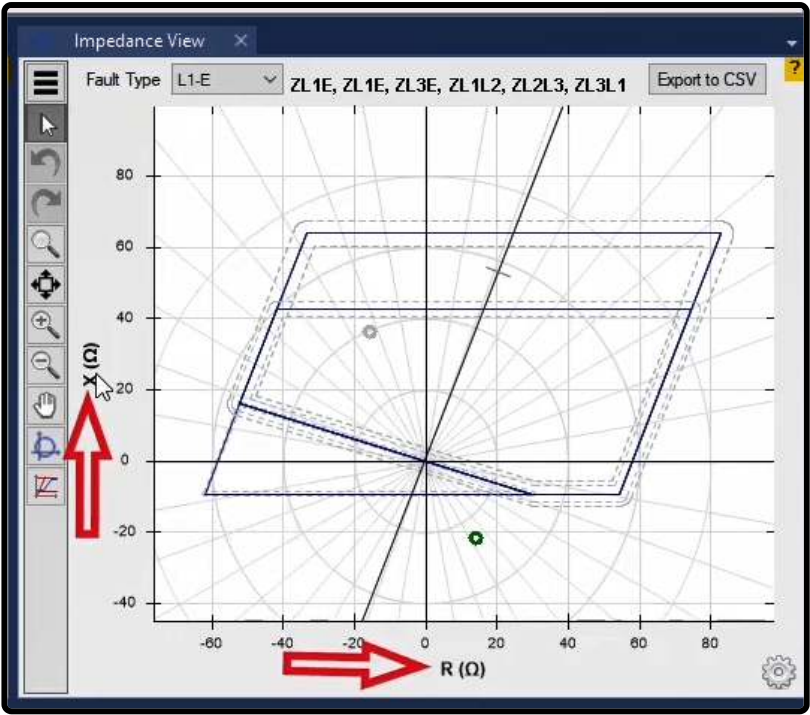 Impedance View ×
?
Fault Type L1-E ZL1E, ZL1E, ZL3E, ZL1L2, ZL2L3, ZL3L1 Export to CSV
80
60
40
20
0
-20
-40
X (Ω)
-60 -40 -20 0 20 40 60 80
R (Ω)